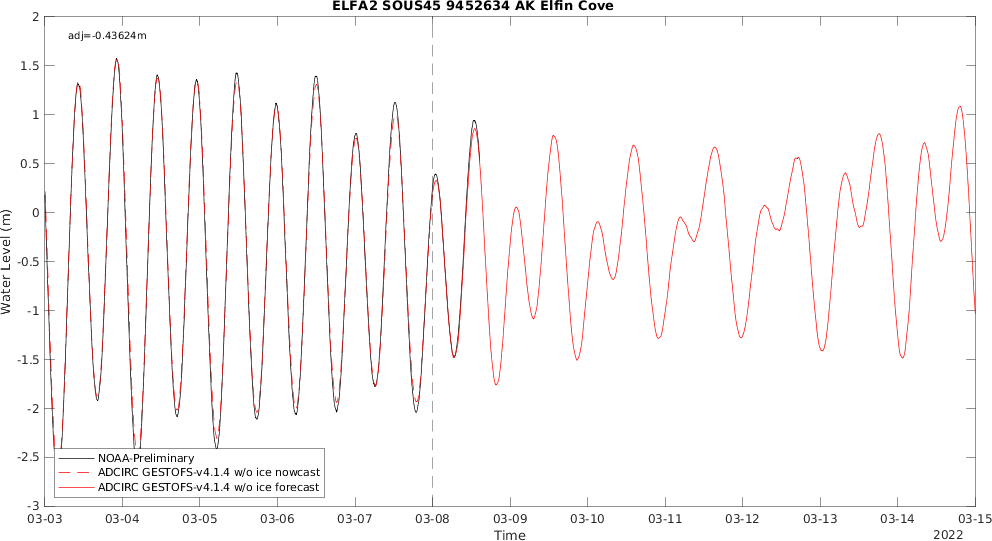 ELFA2 SOUS45 9452634 AK Elfin Cove
adj=-0.43624m
2
1.5
1
0.5
0
-0.5
-1
-1.5
-2
-2.5
-3
Water Level (m)
NOAA-Preliminary
ADCIRC GESTOFS-v4.1.4 w/o ice nowcast
ADCIRC GESTOFS-v4.1.4 w/o ice forecast
03-03 03-04 03-05 03-06 03-07 03-08 03-09 03-10 03-11 03-12 03-13 03-14 03-15
Time
2022